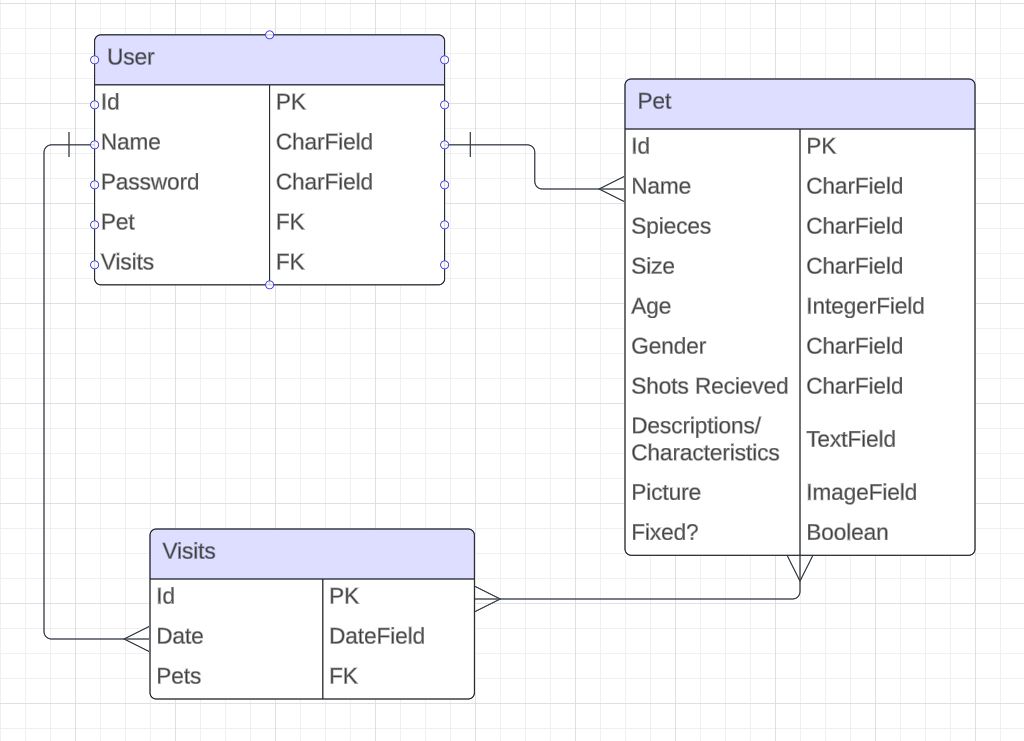 User
Id PK
Name CharField
Password CharField
Pet FK
Visits FK
Pet
Id PK
Name CharField
Spieces CharField
Size CharField
Age IntegerField
Gender CharField
Shots Recieved CharField
Descriptions/
Characteristics TextField
Picture ImageField
Fixed? Boolean
Visits
Id PK
Date DateField
Pets FK